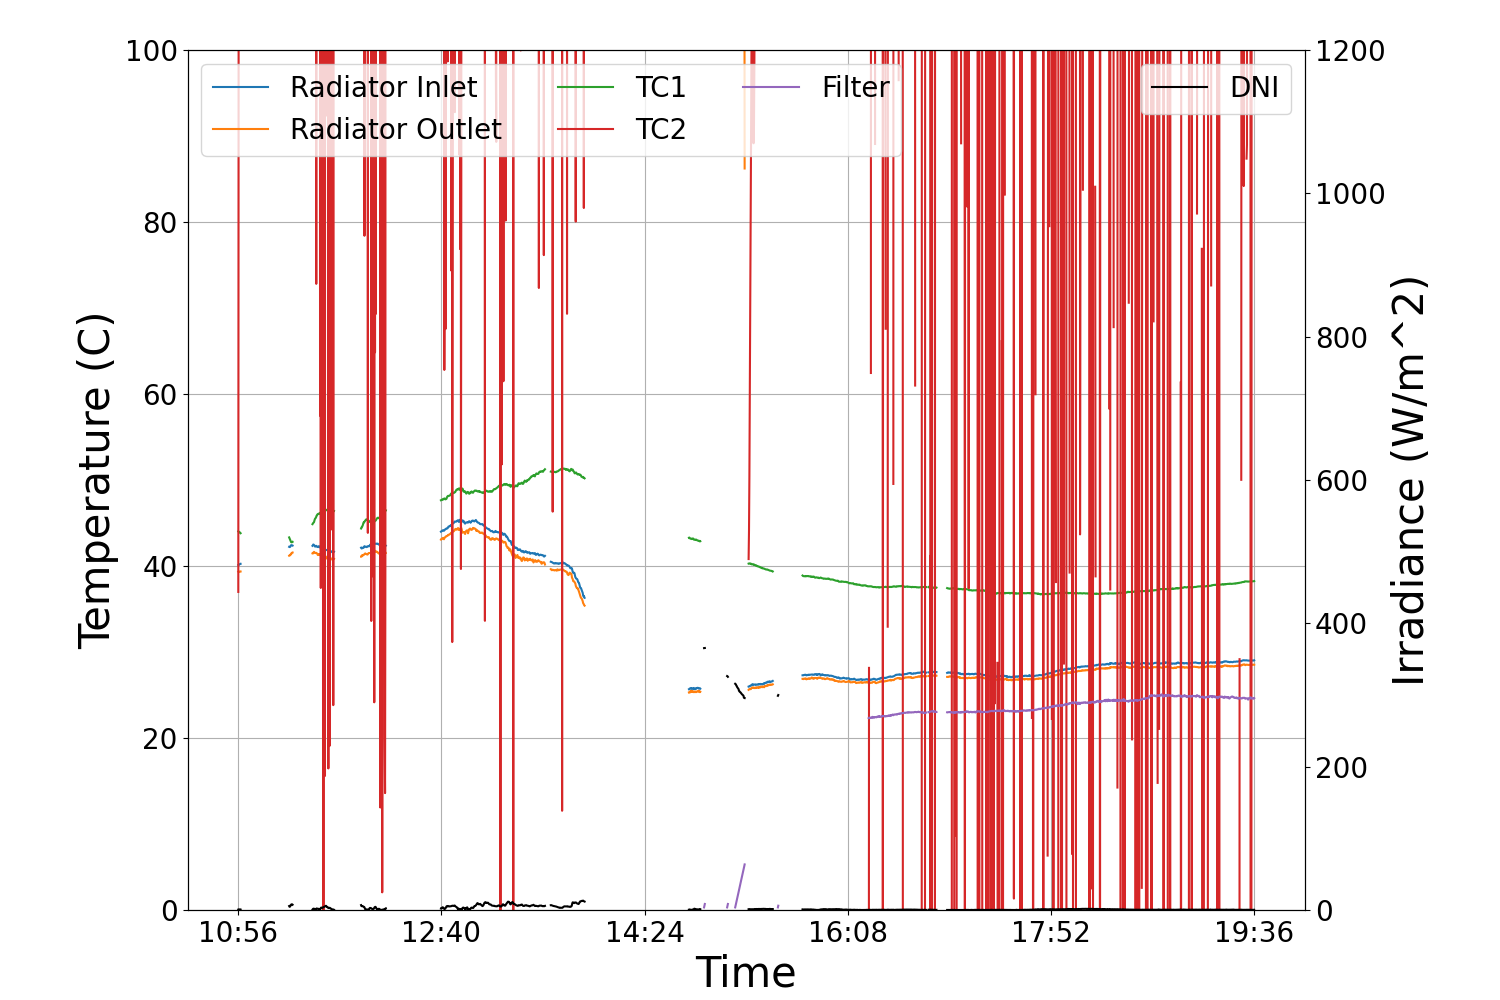 100
80
60
40
20
0
Temperature (C)
Radiator Inlet
Radiator Outlet
TC1
TC2
Filter
DNI
1200
1000
800
600
400
200
0
Irradiance (W/m^2)
10:56
12:40
14:24
16:08
17:52
19:36
Time